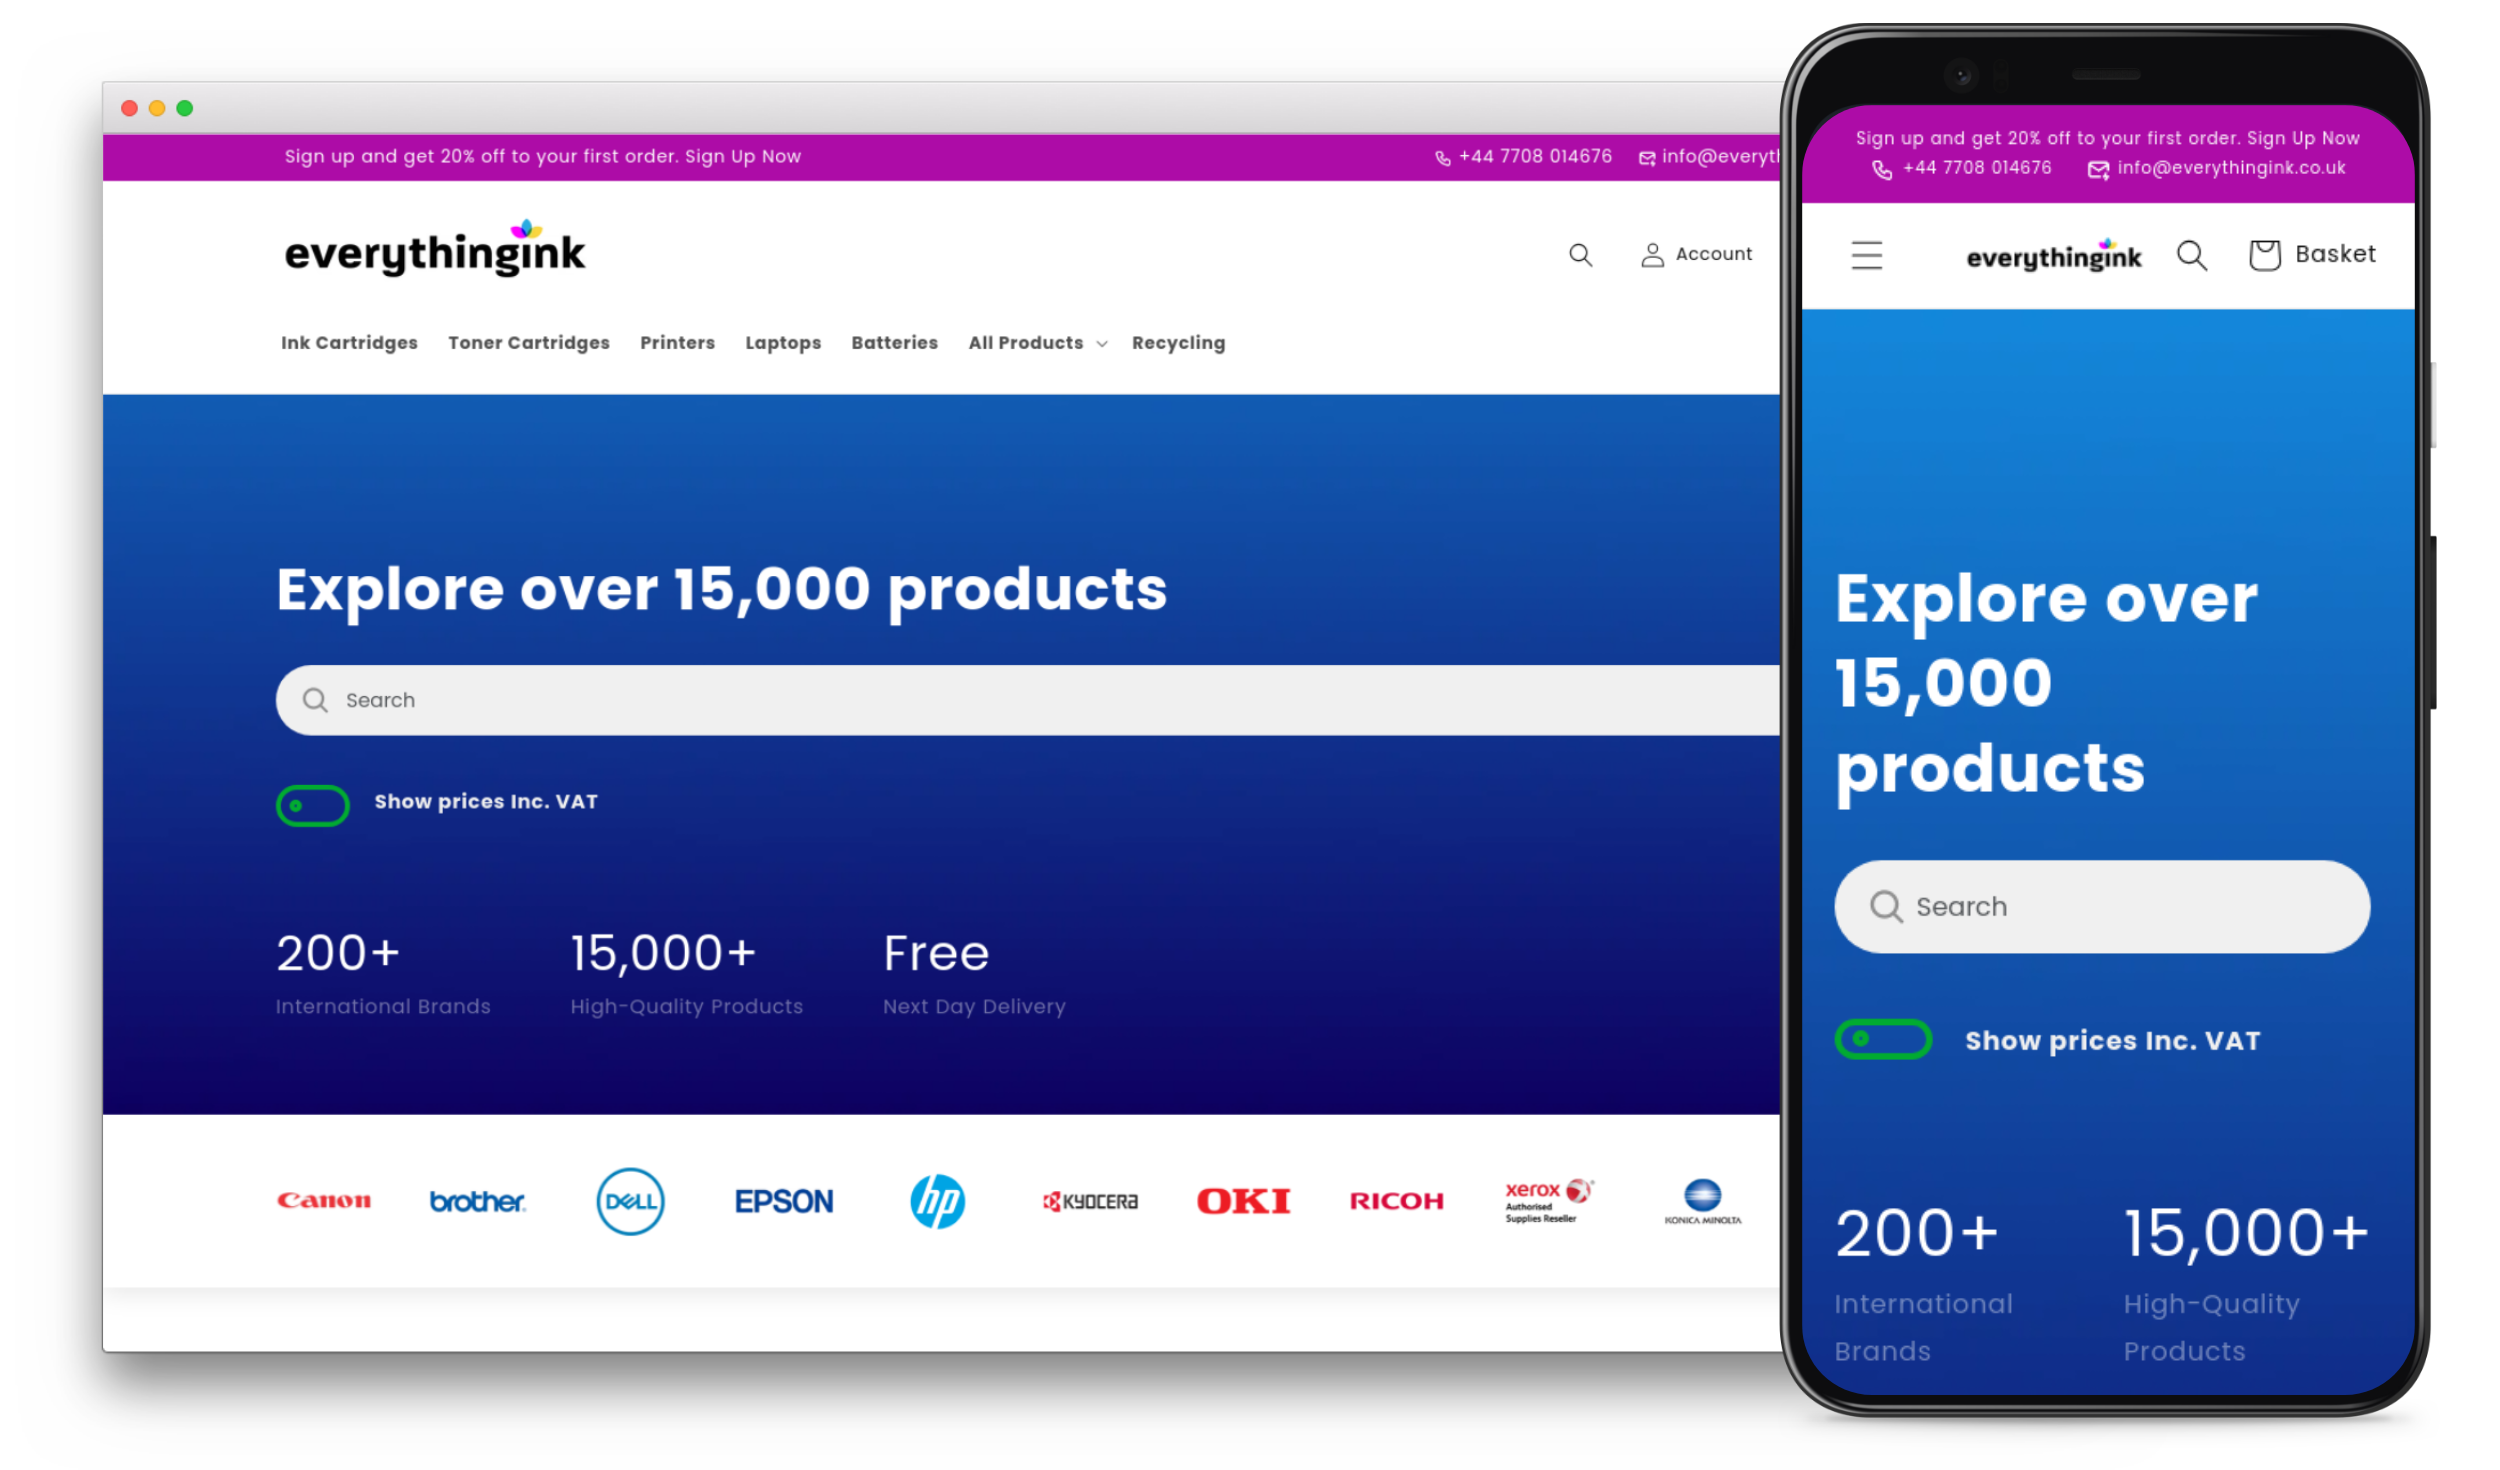 Sign up and get 20% off to your first order. Sign Up Now
+44 7708 014676 info@everyth
everythingink
Account
Ink Cartridges Toner Cartridges Printers Laptops Batteries All Products Recycling
Explore over 15,000 products
Search
Show prices Inc. VAT
200+ 15,000+ Free
International Brands High-Quality Products Next Day Delivery
Canon brother DELL EPSON hp KYOCERA OKI RICOH xerox KONICA MINOLTA
Authorised
Supplies Reseller
Sign up and get 20% off to your first order. Sign Up Now
+44 7708 014676 info@everythingink.co.uk
everythingink Basket
Explore over
15,000
products
Search
Show prices Inc. VAT
200+ 15,000+
International High-Quality
Brands Products